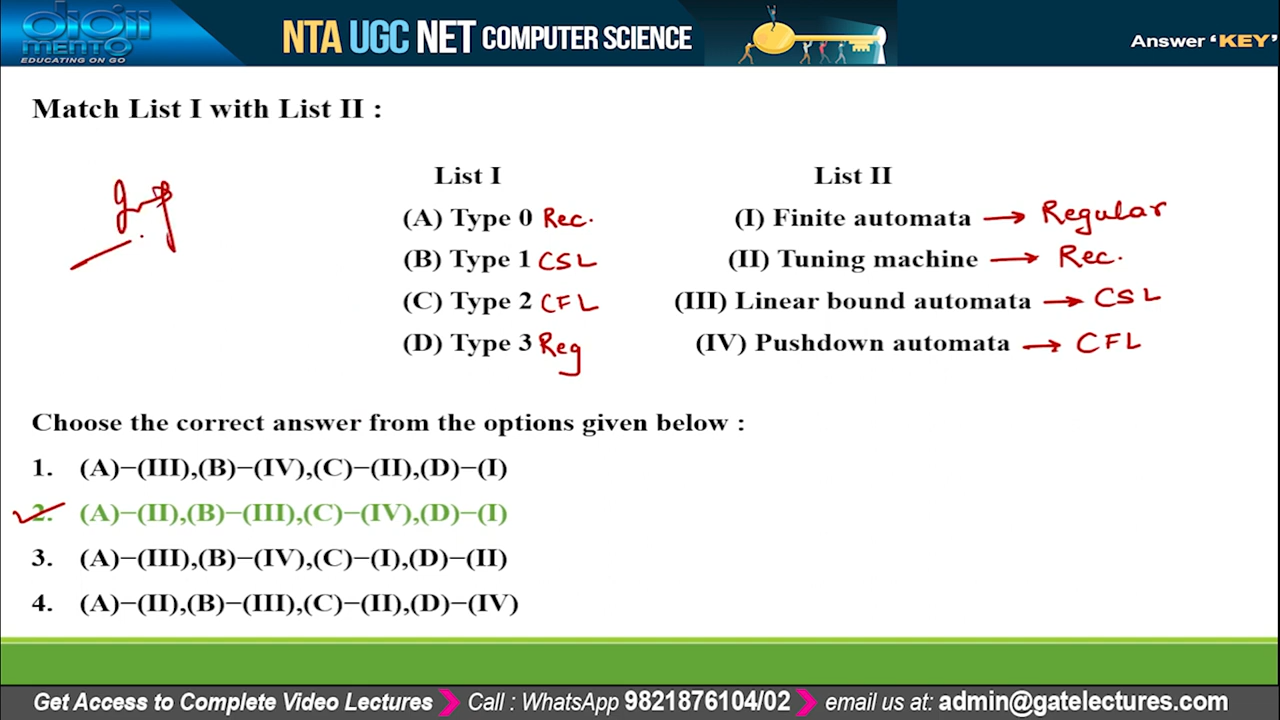 didii
MENTO
EDUCATING ON GO
NTA UGC NET COMPUTER SCIENCE
Answer ‘KEY’
Match List I with List II :
List I List II
(A) Type 0 Rec. (I) Finite automata → Regular
(B) Type 1 CSL (II) Tuning machine → Rec.
(C) Type 2 CFL (III) Linear bound automata → CSL
(D) Type 3 Reg (IV) Pushdown automata → CFL
Choose the correct answer from the options given below :
1. (A)−(III),(B)−(IV),(C)−(II),(D)−(I)
2. (A)−(II),(B)−(III),(C)−(IV),(D)−(I)
3. (A)−(III),(B)−(IV),(C)−(I),(D)−(II)
4. (A)−(II),(B)−(III),(C)−(II),(D)−(IV)
Get Access to Complete Video Lectures Call : WhatsApp 9821876104/02 email us at: admin@gatelectures.com